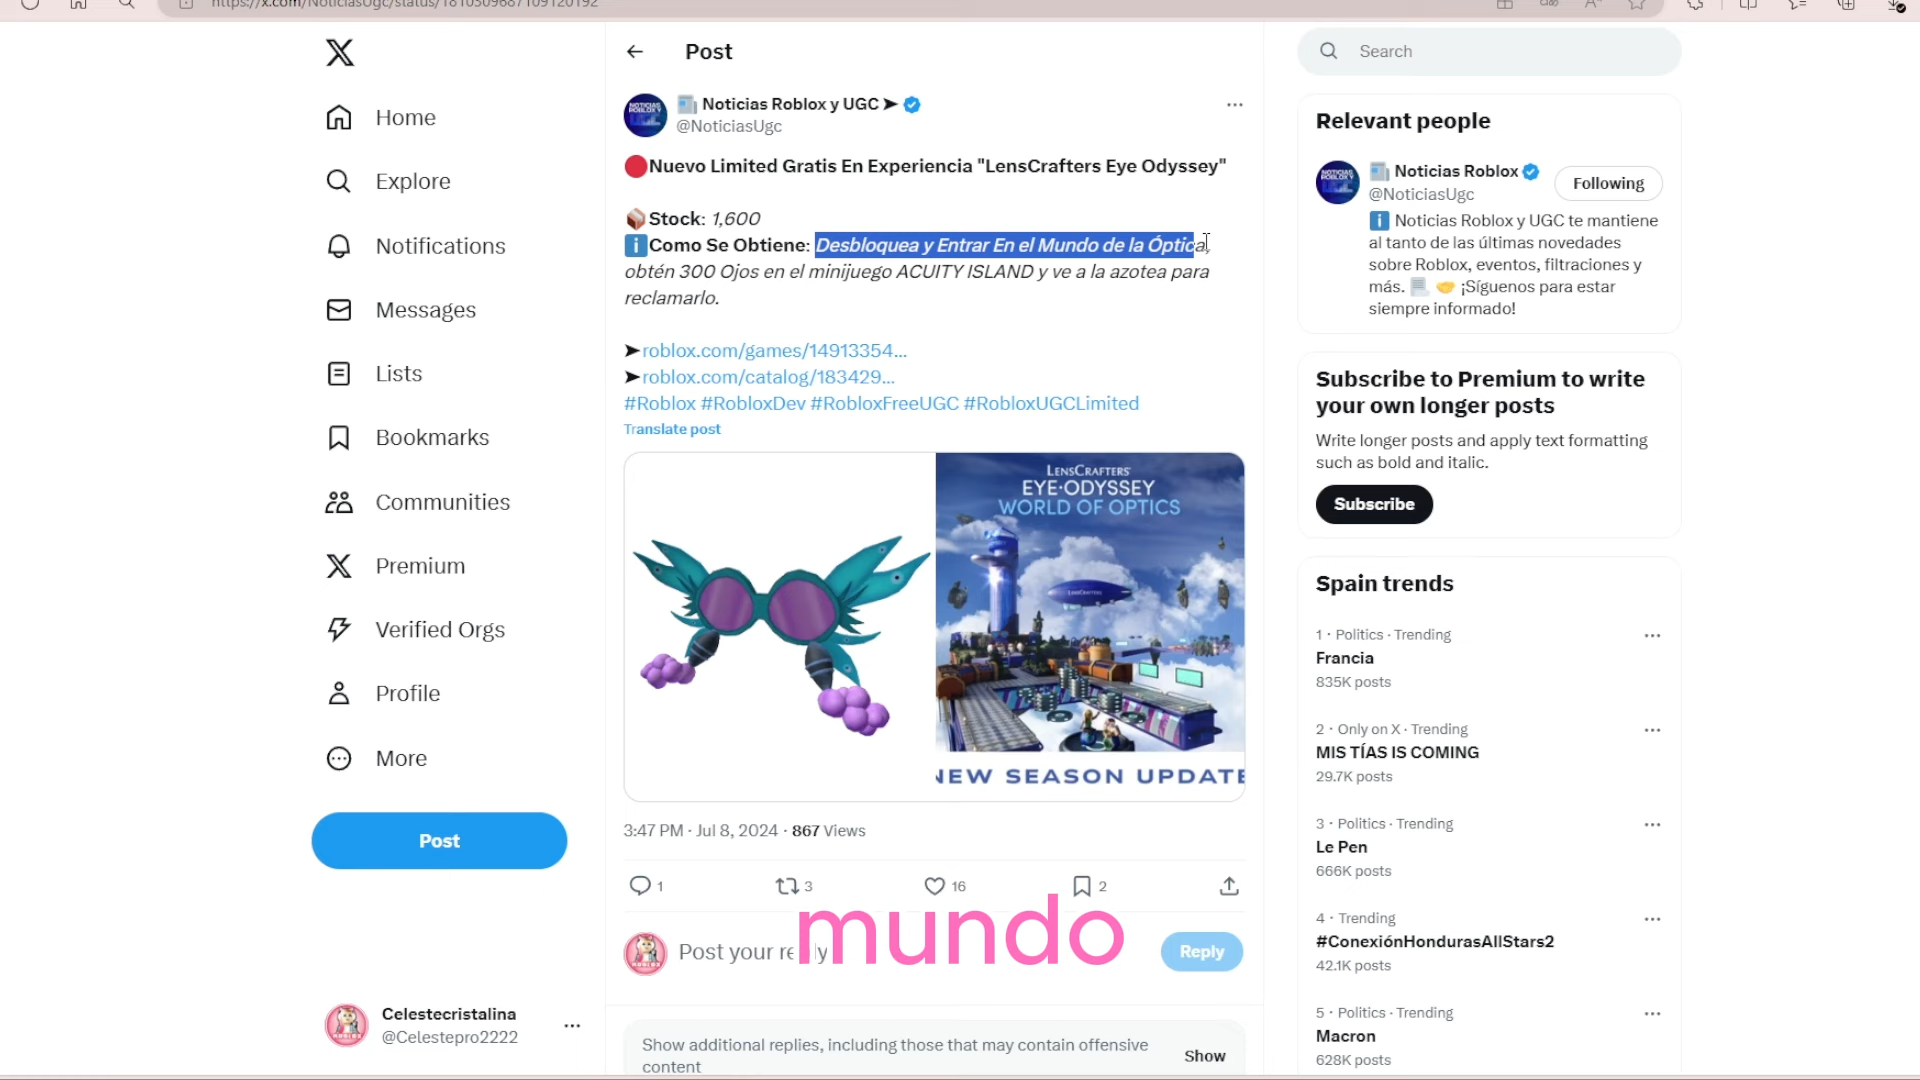 https://x.com/NoticiasUgc/status/1810309687109120192
Post
Search
Home
Explore
Notifications
Messages
Lists
Bookmarks
Communities
Premium
Verified Orgs
Profile
More
Post
Celestecristalina
@Celestepro2222
Noticias Roblox y UGC ➤
@NoticiasUgc
🔴Nuevo Limited Gratis En Experiencia "LensCrafters Eye Odyssey"
📦Stock: 1,600
ℹ️Como Se Obtiene: Desbloquea y Entrar En el Mundo de la Óptica,
obtén 300 Ojos en el minijuego ACUITY ISLAND y ve a la azotea para
reclamarlo.
➤roblox.com/games/14913354...
➤roblox.com/catalog/183429...
#Roblox #RobloxDev #RobloxFreeUGC #RobloxUGCLimited
Translate post
LENSCRAFTERS
EYE·ODYSSEY
WORLD OF OPTICS
NEW SEASON UPDATE
3:47 PM · Jul 8, 2024 · 867 Views
1
3
16
2
Post your reply
mundo
Reply
Show additional replies, including those that may contain offensive
content
Show
Relevant people
Noticias Roblox
@NoticiasUgc
Following
ℹ️ Noticias Roblox y UGC te mantiene
al tanto de las últimas novedades
sobre Roblox, eventos, filtraciones y
más. 📃 🤝 ¡Síguenos para estar
siempre informado!
Subscribe to Premium to write
your own longer posts
Write longer posts and apply text formatting
such as bold and italic.
Subscribe
Spain trends
1 · Politics · Trending
Francia
835K posts
2 · Only on X · Trending
MIS TÍAS IS COMING
29.7K posts
3 · Politics · Trending
Le Pen
666K posts
4 · Trending
#ConexiónHondurasAllStars2
42.1K posts
5 · Politics · Trending
Macron
628K posts